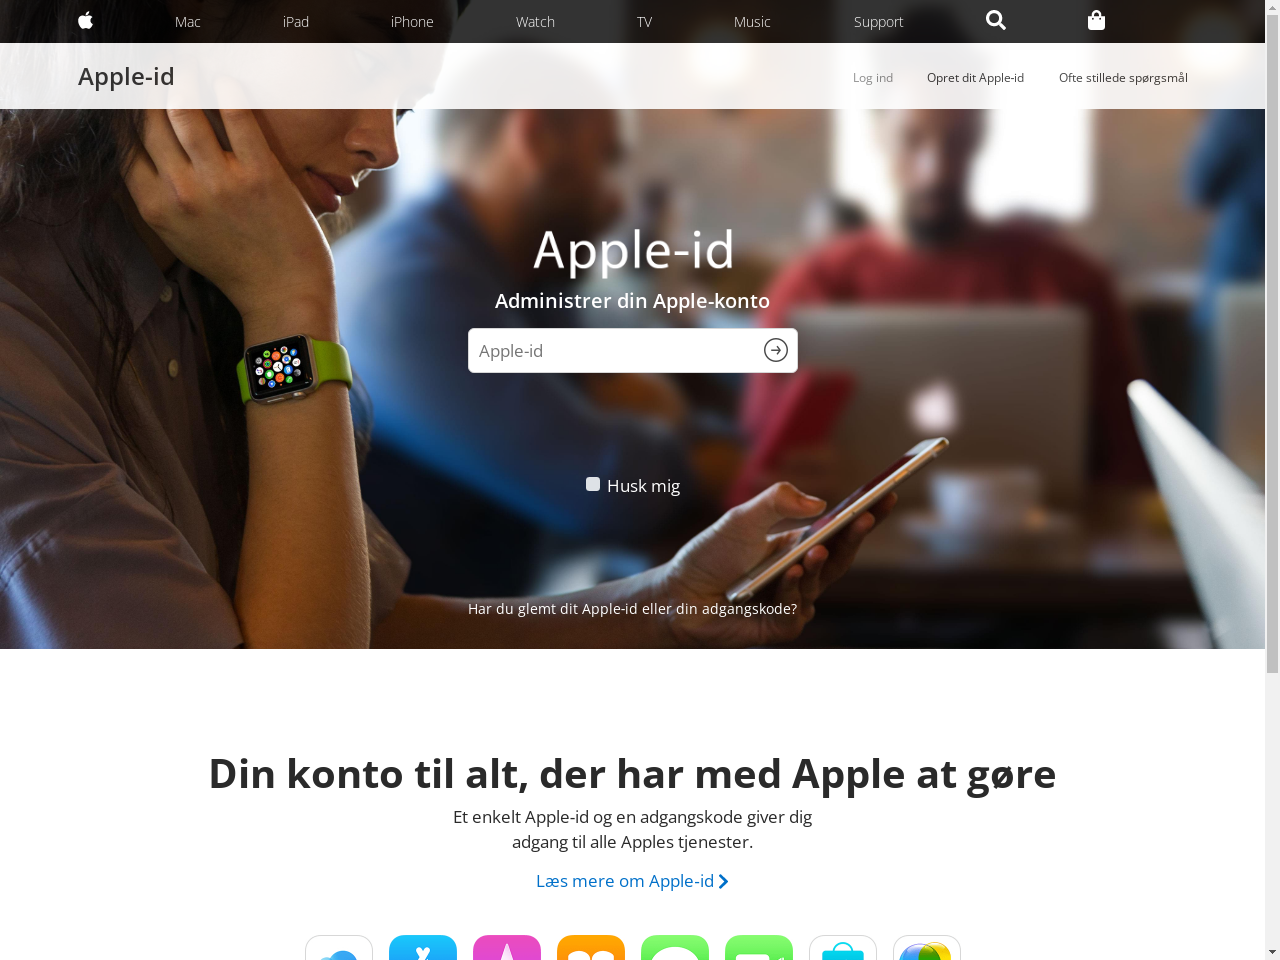 Mac iPad iPhone Watch TV Music Support
Apple-id
Log ind Opret dit Apple-id Ofte stillede spørgsmål
Apple-id
Administrer din Apple-konto
Apple-id
Husk mig
Har du glemt dit Apple-id eller din adgangskode?
Din konto til alt, der har med Apple at gøre
Et enkelt Apple-id og en adgangskode giver dig
adgang til alle Apples tjenester.
Læs mere om Apple-id